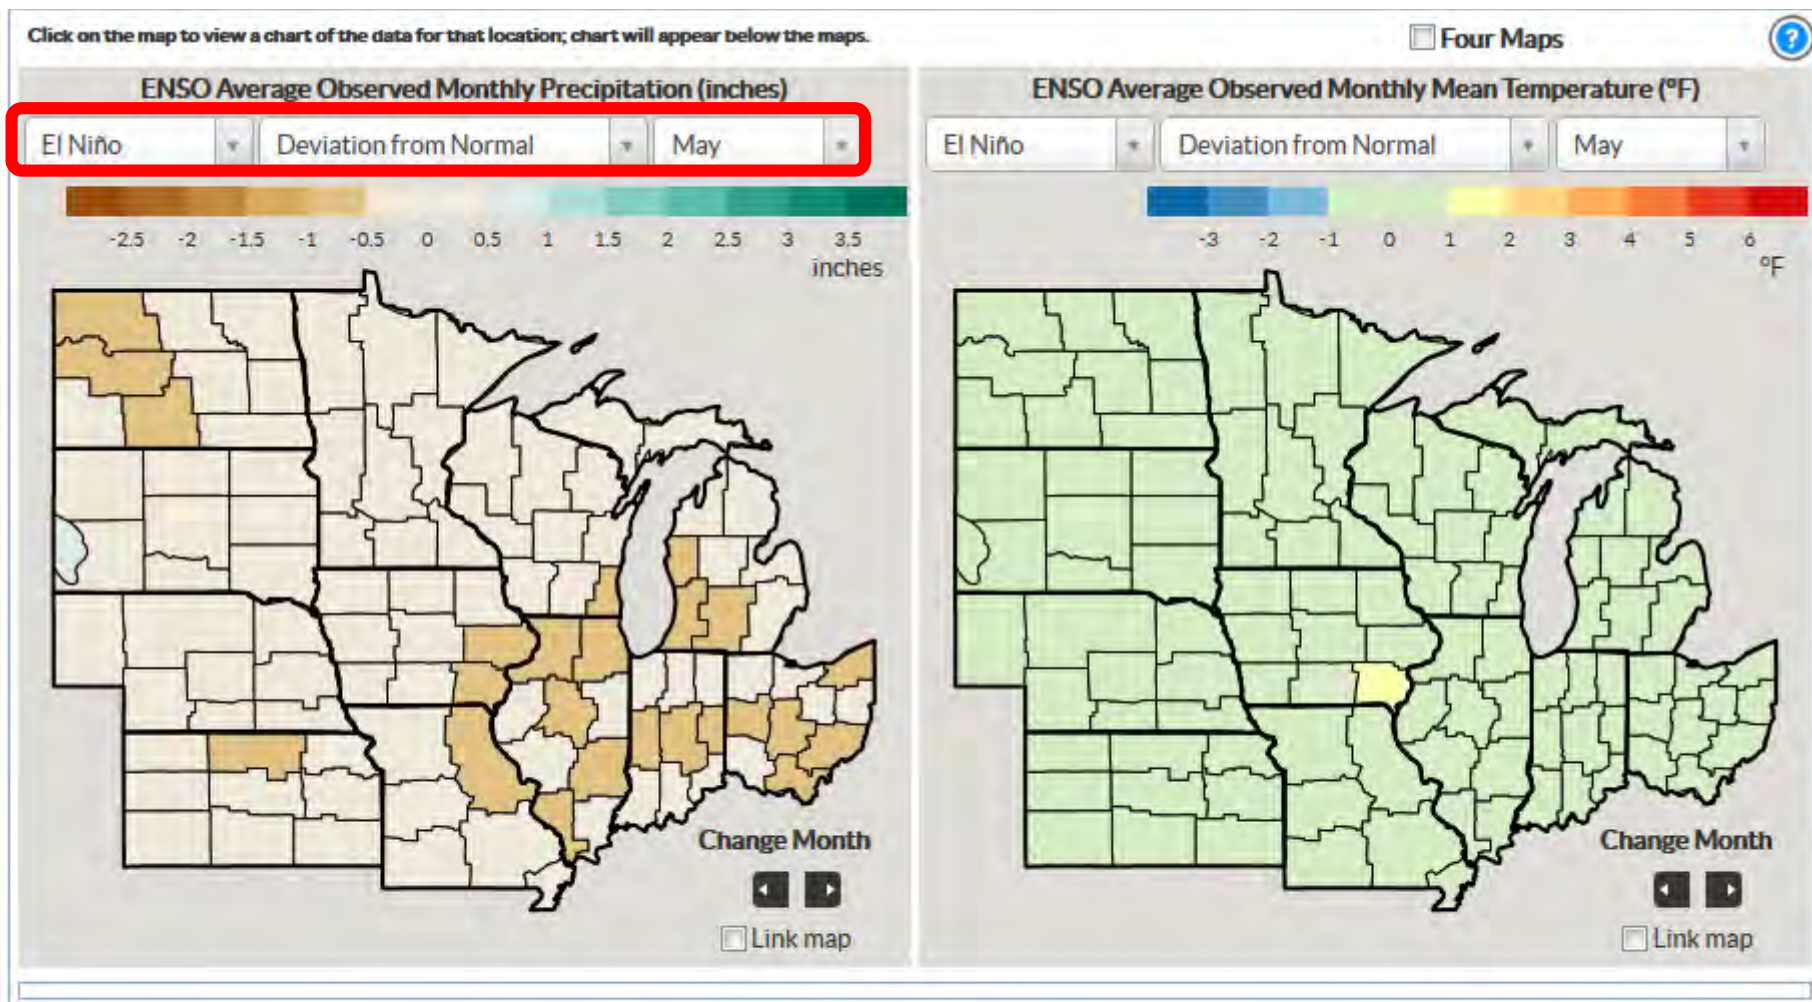 Click on the map to view a chart of the data for that location; chart will appear below the maps.
Four Maps
?
ENSO Average Observed Monthly Precipitation (inches)
El Niño Deviation from Normal May
-2.5 -2 -1.5 -1 -0.5 0 0.5 1 1.5 2 2.5 3 3.5
inches
Change Month
Link map
ENSO Average Observed Monthly Mean Temperature (°F)
El Niño Deviation from Normal May
-3 -2 -1 0 1 2 3 4 5 6
°F
Change Month
Link map